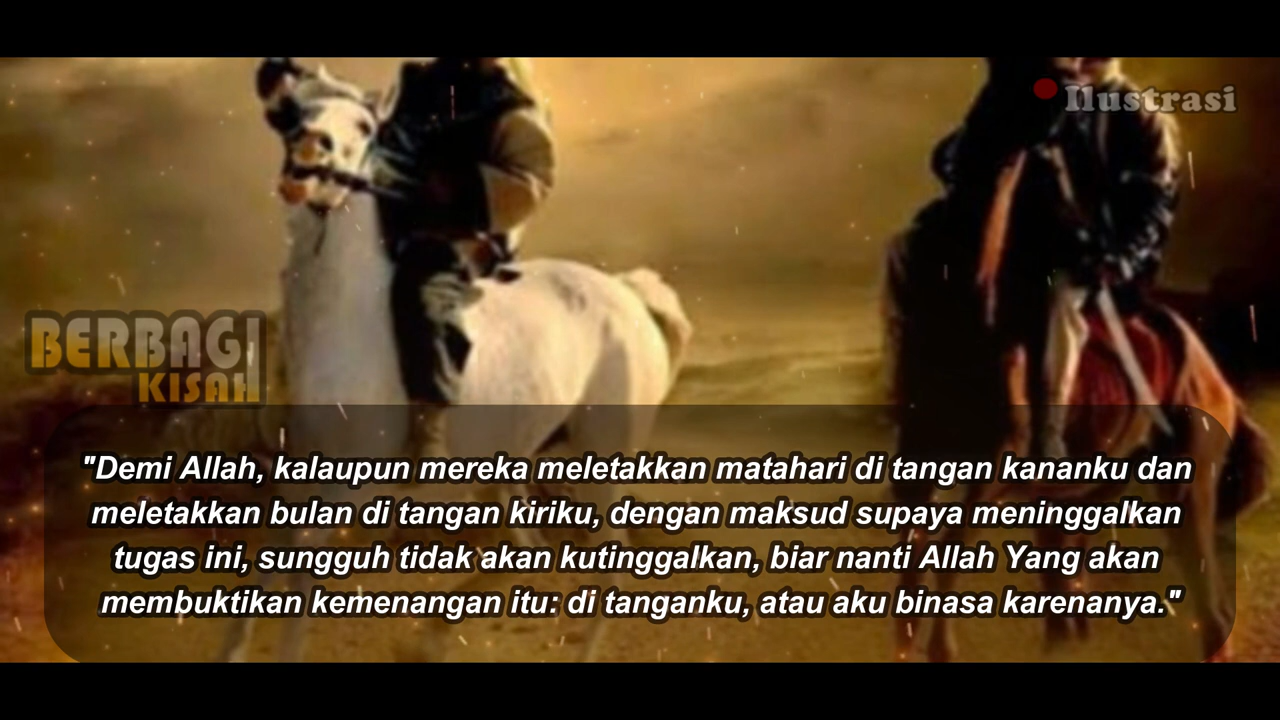 Ilustrasi
BERBAGI
KISAH
"Demi Allah, kalaupun mereka meletakkan matahari di tangan kananku dan
meletakkan bulan di tangan kiriku, dengan maksud supaya meninggalkan
tugas ini, sungguh tidak akan kutinggalkan, biar nanti Allah Yang akan
membuktikan kemenangan itu: di tanganku, atau aku binasa karenanya."